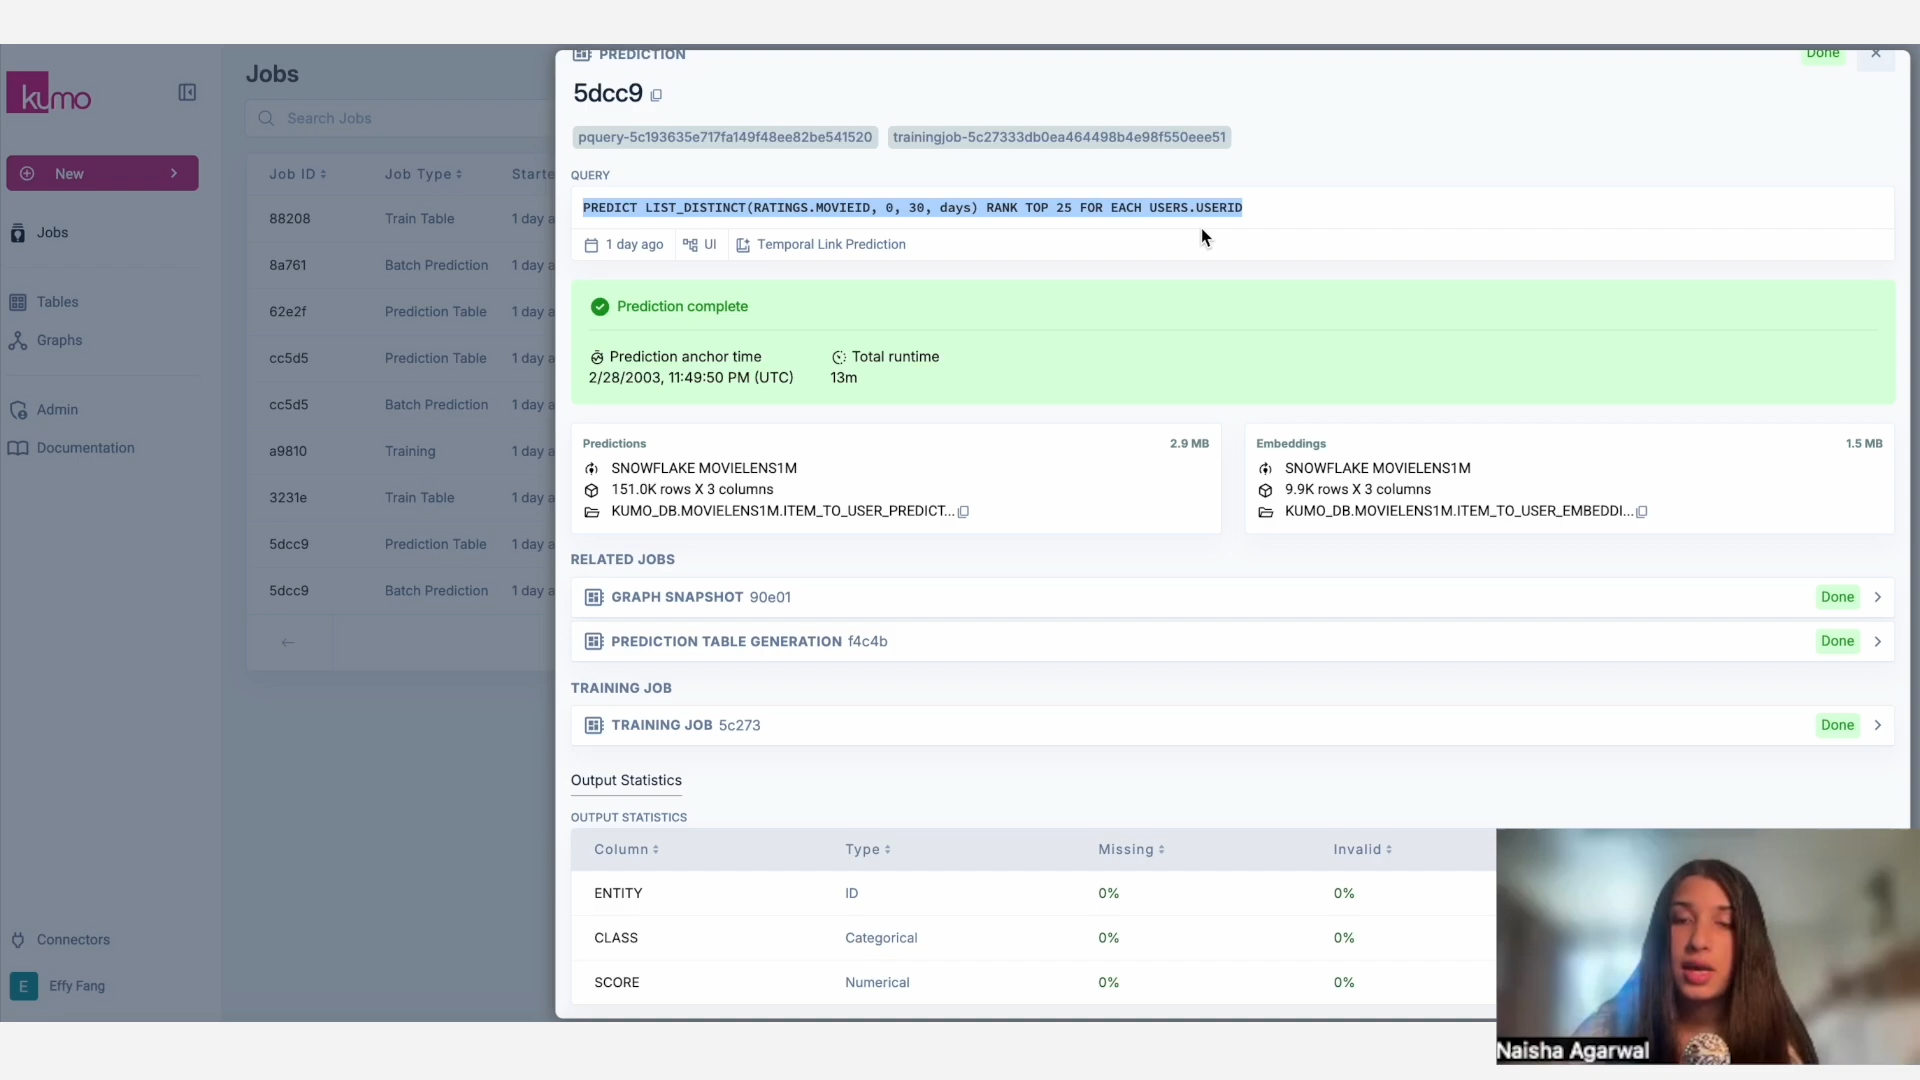 kumo
New
Jobs
Tables
Graphs
Admin
Documentation
Connectors
E Effy Fang
Jobs
Search Jobs
Job ID Job Type Starte
88208 Train Table 1 day a
8a761 Batch Prediction 1 day a
62e2f Prediction Table 1 day a
cc5d5 Prediction Table 1 day a
cc5d5 Batch Prediction 1 day a
a9810 Training 1 day a
3231e Train Table 1 day a
5dcc9 Prediction Table 1 day a
5dcc9 Batch Prediction 1 day a
PREDICTION Done
5dcc9
pquery-5c193635e717fa149f48ee82be541520 trainingjob-5c27333db0ea464498b4e98f550eee51
QUERY
PREDICT LIST_DISTINCT(RATINGS.MOVIEID, 0, 30, days) RANK TOP 25 FOR EACH USERS.USERID
1 day ago UI Temporal Link Prediction
Prediction complete
Prediction anchor time Total runtime
2/28/2003, 11:49:50 PM (UTC) 13m
Predictions 2.9 MB
SNOWFLAKE MOVIELENS1M
151.0K rows X 3 columns
KUMO_DB.MOVIELENS1M.ITEM_TO_USER_PREDICT...
Embeddings 1.5 MB
SNOWFLAKE MOVIELENS1M
9.9K rows X 3 columns
KUMO_DB.MOVIELENS1M.ITEM_TO_USER_EMBEDDI...
RELATED JOBS
GRAPH SNAPSHOT 90e01 Done
PREDICTION TABLE GENERATION f4c4b Done
TRAINING JOB
TRAINING JOB 5c273 Done
Output Statistics
OUTPUT STATISTICS
Column Type Missing Invalid
ENTITY ID 0% 0%
CLASS Categorical 0% 0%
SCORE Numerical 0% 0%
Naisha Agarwal